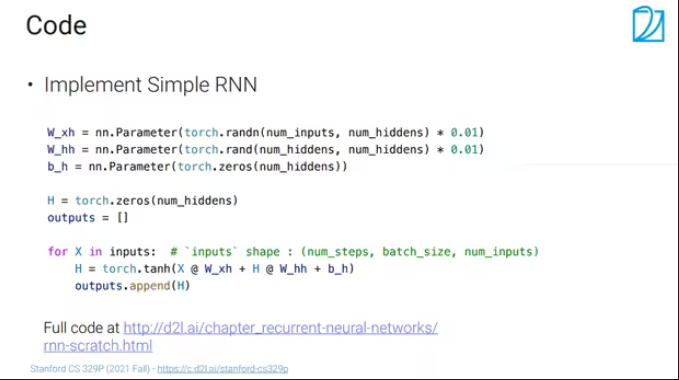 Code
• Implement Simple RNN
W_xh = nn.Parameter(torch.randn(num_inputs, num_hiddens) * 0.01)
W_hh = nn.Parameter(torch.rand(num_hiddens, num_hiddens) * 0.01)
b_h = nn.Parameter(torch.zeros(num_hiddens))
H = torch.zeros(num_hiddens)
outputs = []
for X in inputs:  # `inputs` shape : (num_steps, batch_size, num_inputs)
    H = torch.tanh(X @ W_xh + H @ W_hh + b_h)
    outputs.append(H)
Full code at http://d2l.ai/chapter_recurrent-neural-networks/
rnn-scratch.html
Stanford CS 329P (2021 Fall) - https://c.d2l.ai/stanford-cs329p